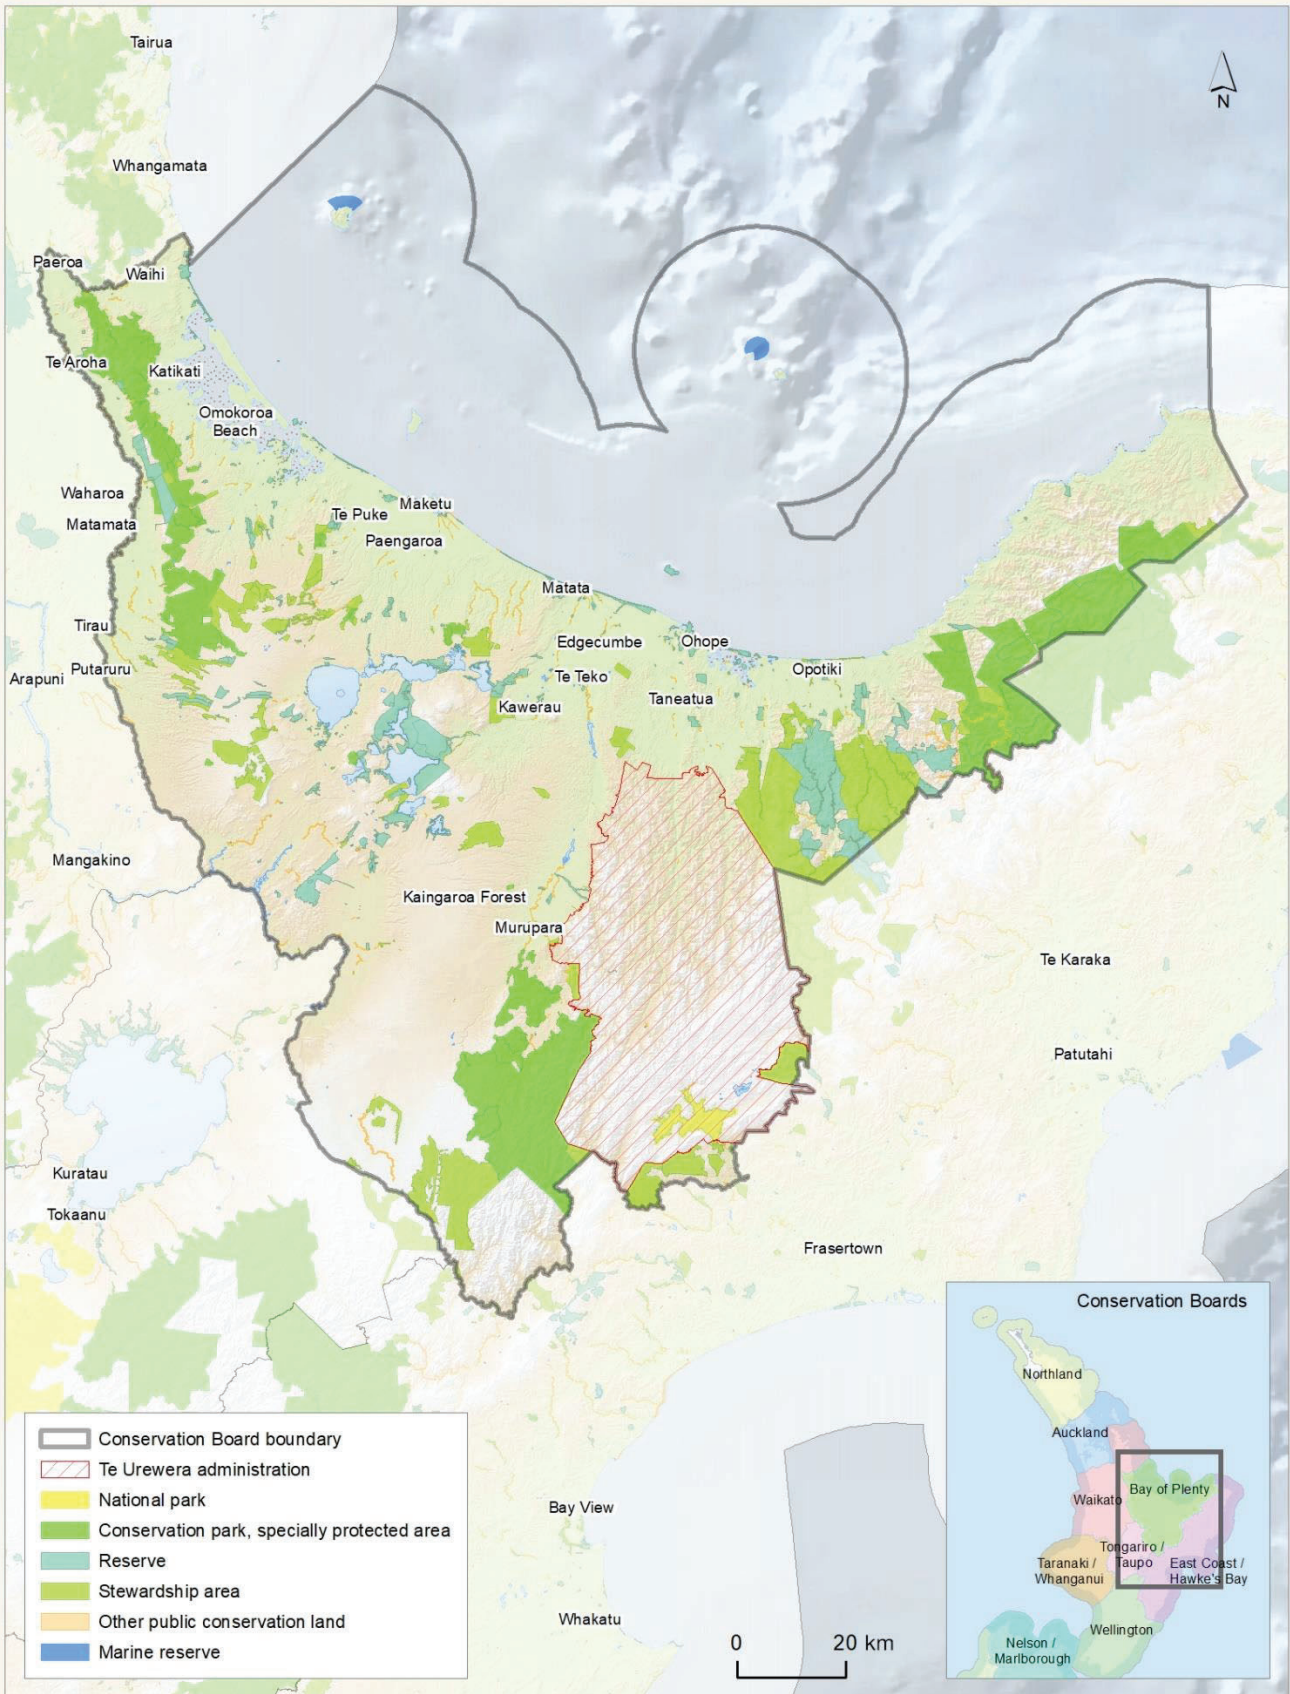 Tairua
N
Whangamata
Paeroa
Waihi
Te Aroha
Katikati
Omokoroa
Beach
Waharoa
Maketu
Te Puke
Matamata
Paengaroa
Matata
Tirau
Edgecumbe
Ohope
Putaruru
Arapuni
Opotiki
Te Teko
Taneatua
Kawerau
Mangakino
Kaingaroa Forest
Murupara
Te Karaka
Patutahi
Kuratau
Tokaanu
Frasertown
Bay View
Whakatu
Conservation Board boundary
Te Urewera administration
National park
Conservation park, specially protected area
Reserve
Stewardship area
Other public conservation land
Marine reserve
0 20 km
Conservation Boards
Northland
Auckland
Bay of Plenty
Waikato
Tongariro /
Taupo
Taranaki /
Whanganui
East Coast /
Hawke's Bay
Wellington
Nelson /
Marlborough